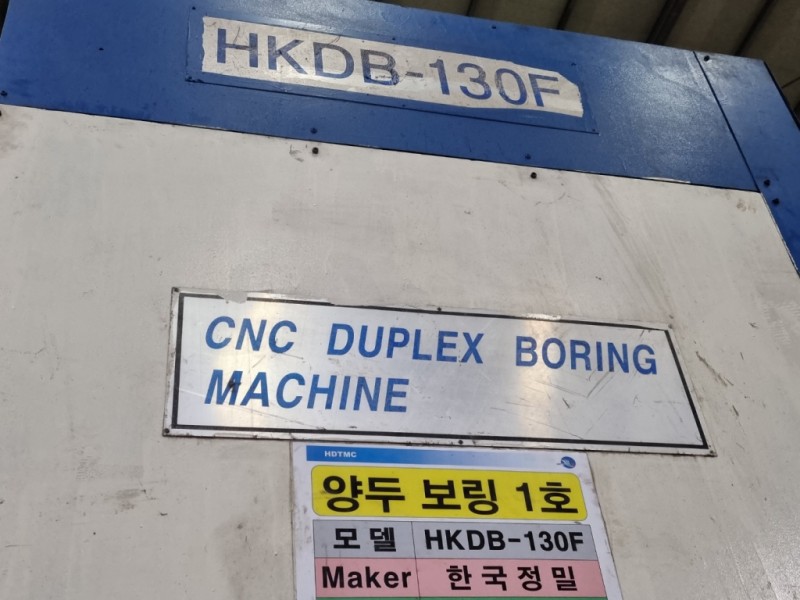 HKDB-130F
CNC DUPLEX BORING
MACHINE
HDTMC
양두 보링 1호
모델 HKDB-130F
Maker 한국정밀